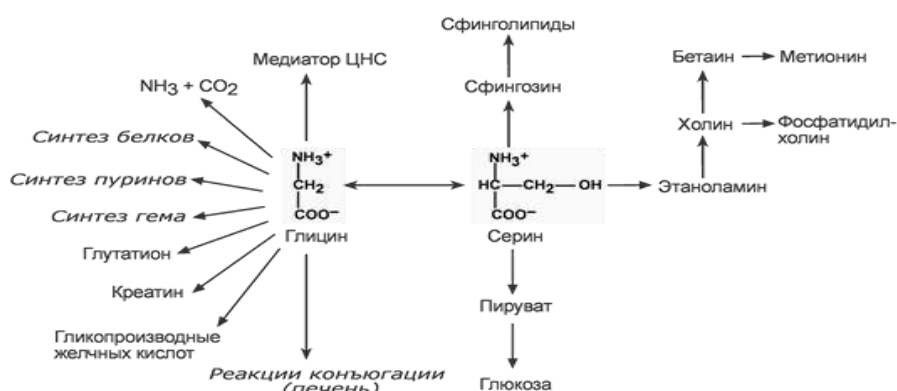 Сфинголипиды
Медиатор ЦНС
Бетаин
Метионин
NH3 + CO2
Сфингозин
Синтез белков
Холин
Фосфатидил-
холин
NH3+
CH2
COO−
NH3+
HC—CH2—OH
COO−
Синтез пуринов
Этаноламин
Синтез гема
Глицин
Серин
Глутатион
Креатин
Пируват
Гликопроизводные
желчных кислот
Реакции конъюгации
(печень)
Глюкоза